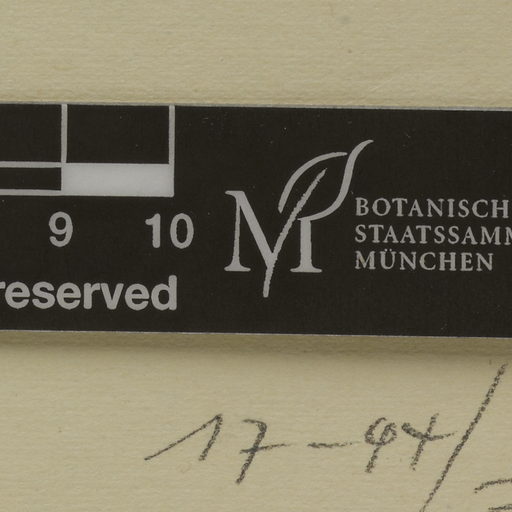 9 10
reserved
M
BOTANISCH
STAATSSAMM
MÜNCHEN
17-94/